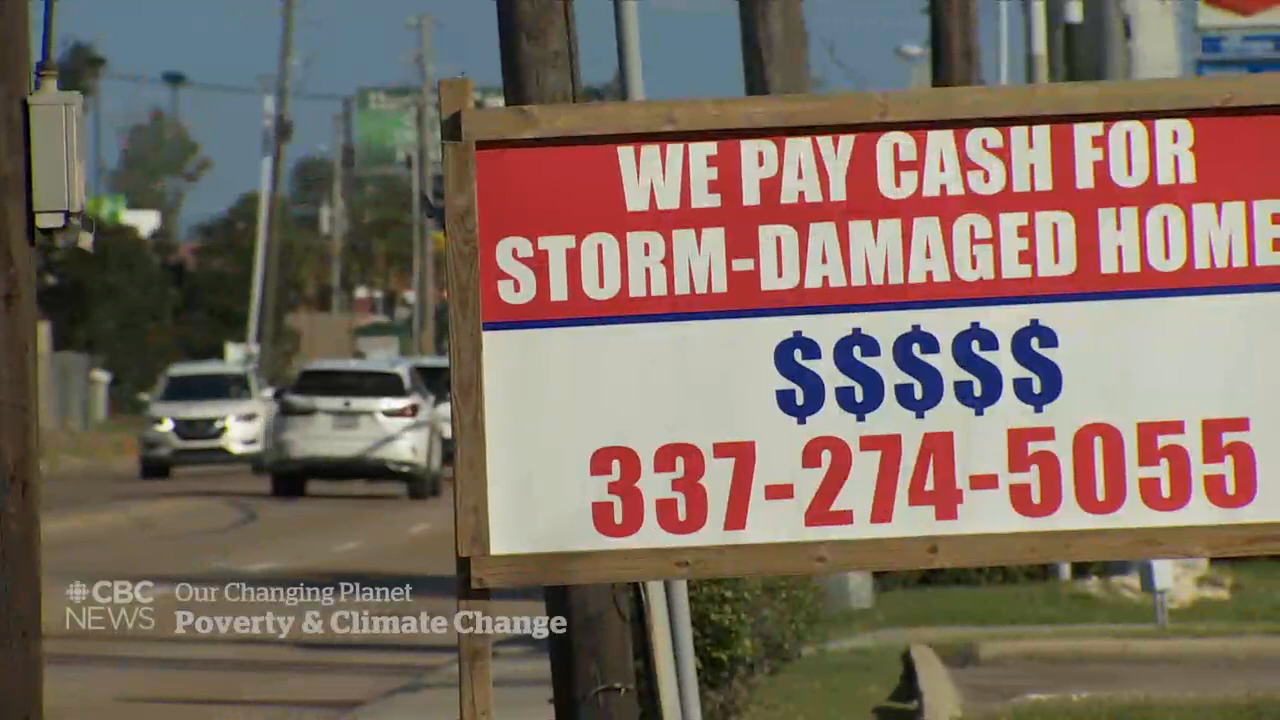 WE PAY CASH FOR
STORM-DAMAGED HOME
$$$$$
337-274-5055
CBC NEWS
Our Changing Planet
Poverty & Climate Change